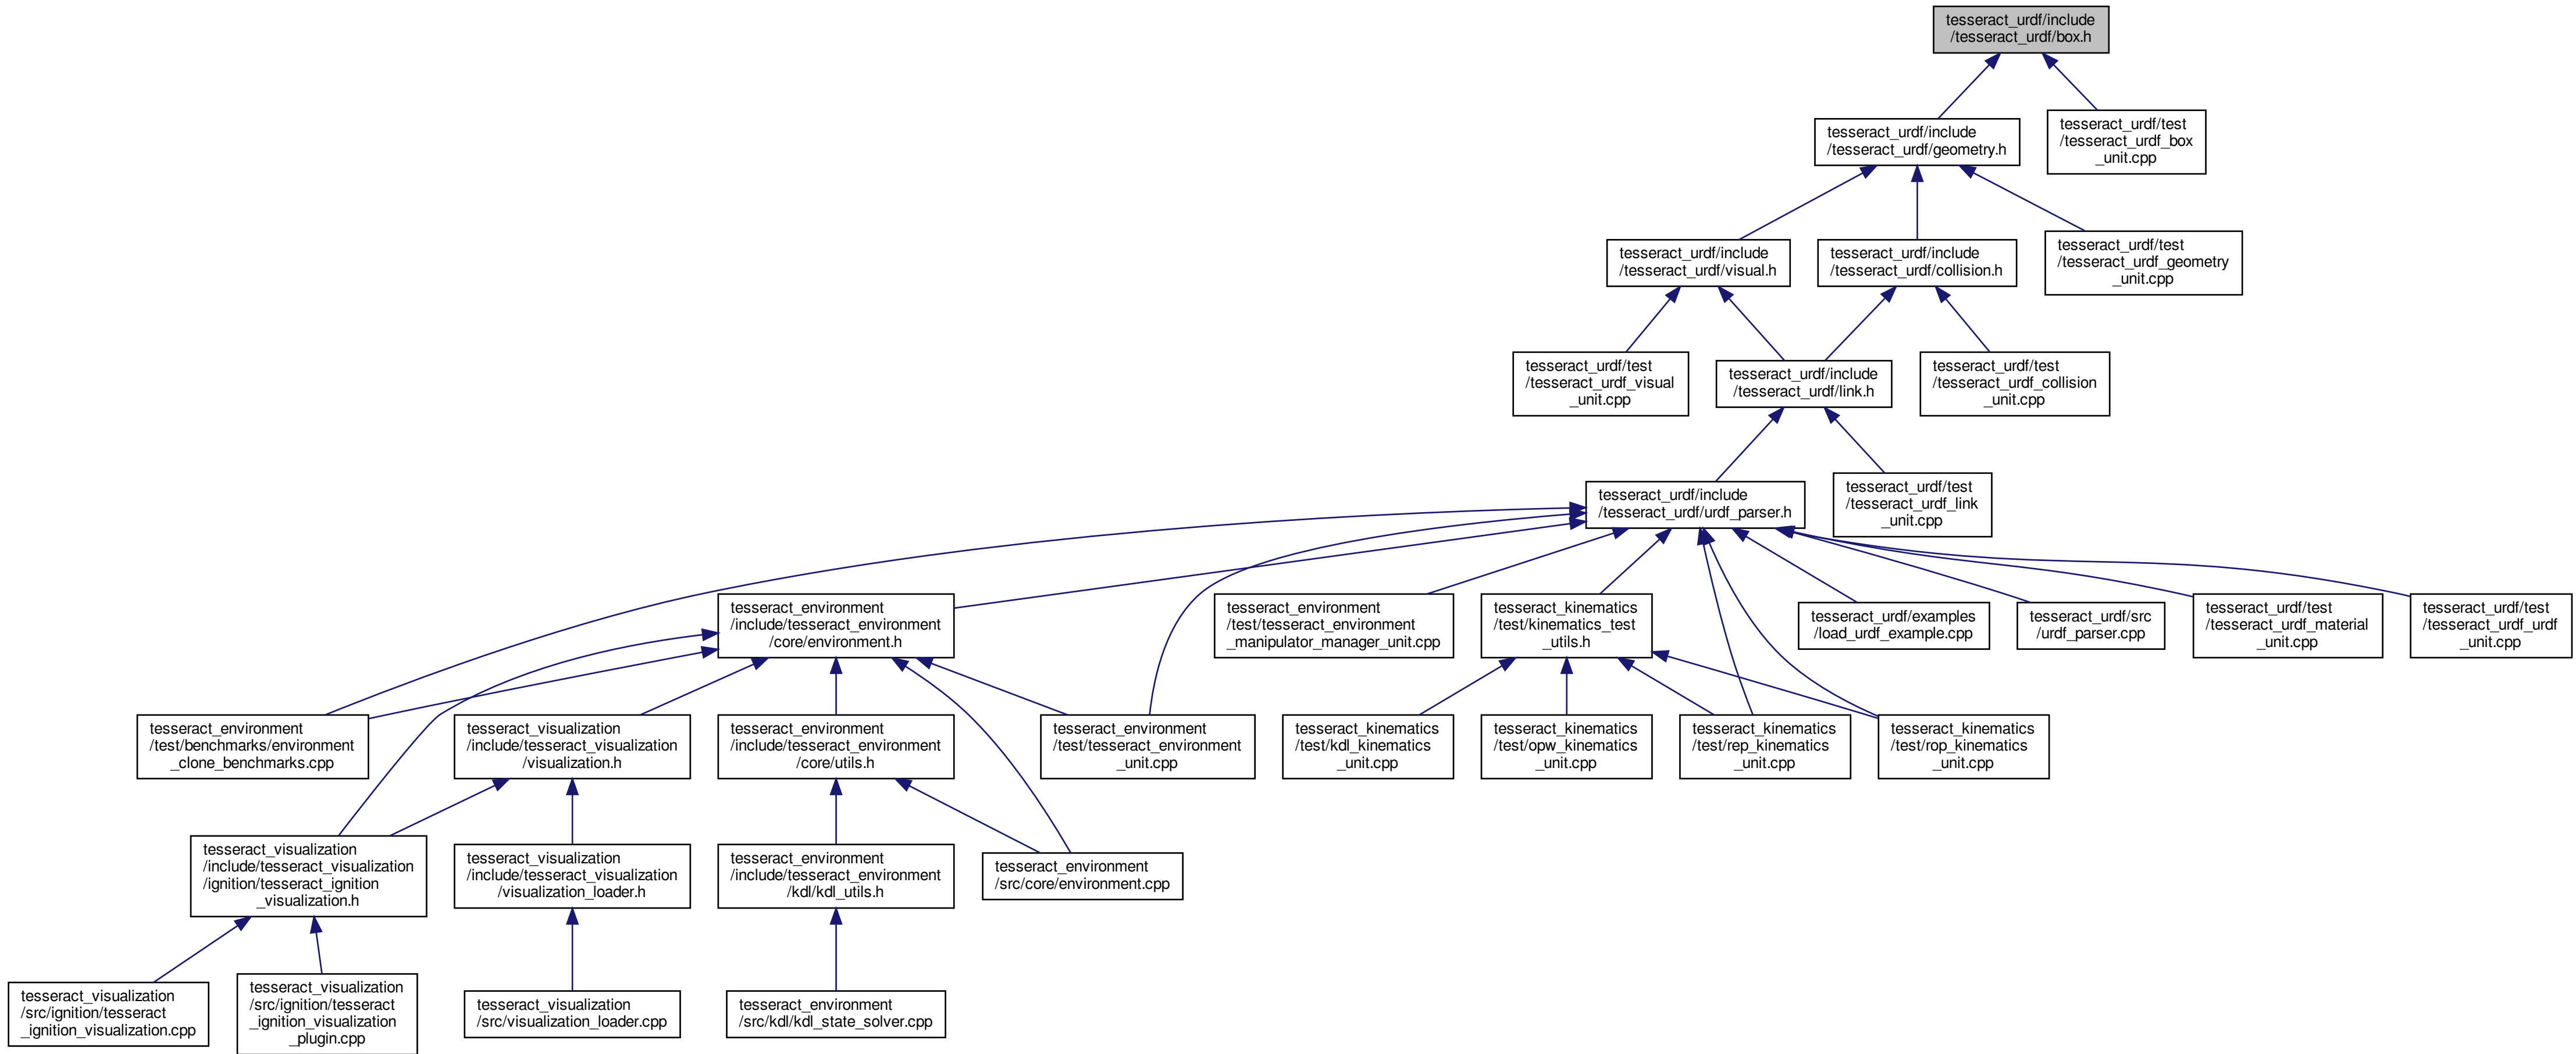 tesseract_urdf/include
/tesseract_urdf/box.h
tesseract_urdf/include
/tesseract_urdf/geometry.h
tesseract_urdf/test
/tesseract_urdf_box
_unit.cpp
tesseract_urdf/include
/tesseract_urdf/visual.h
tesseract_urdf/include
/tesseract_urdf/collision.h
tesseract_urdf/test
/tesseract_urdf_geometry
_unit.cpp
tesseract_urdf/test
/tesseract_urdf_visual
_unit.cpp
tesseract_urdf/include
/tesseract_urdf/link.h
tesseract_urdf/test
/tesseract_urdf_collision
_unit.cpp
tesseract_urdf/include
/tesseract_urdf/urdf_parser.h
tesseract_urdf/test
/tesseract_urdf_link
_unit.cpp
tesseract_environment
/include/tesseract_environment
/core/environment.h
tesseract_environment
/test/tesseract_environment
_manipulator_manager_unit.cpp
tesseract_kinematics
/test/kinematics_test
_utils.h
tesseract_urdf/examples
/load_urdf_example.cpp
tesseract_urdf/src
/urdf_parser.cpp
tesseract_urdf/test
/tesseract_urdf_material
_unit.cpp
tesseract_urdf/test
/tesseract_urdf_urdf
_unit.cpp
tesseract_environment
/test/benchmarks/environment
_clone_benchmarks.cpp
tesseract_visualization
/include/tesseract_visualization
/visualization.h
tesseract_environment
/include/tesseract_environment
/core/utils.h
tesseract_environment
/test/tesseract_environment
_unit.cpp
tesseract_kinematics
/test/kdl_kinematics
_unit.cpp
tesseract_kinematics
/test/opw_kinematics
_unit.cpp
tesseract_kinematics
/test/rep_kinematics
_unit.cpp
tesseract_kinematics
/test/rop_kinematics
_unit.cpp
tesseract_visualization
/include/tesseract_visualization
/ignition/tesseract_ignition
_visualization.h
tesseract_visualization
/include/tesseract_visualization
/visualization_loader.h
tesseract_environment
/include/tesseract_environment
/kdl/kdl_utils.h
tesseract_environment
/src/core/environment.cpp
tesseract_visualization
/src/ignition/tesseract
_ignition_visualization.cpp
tesseract_visualization
/src/ignition/tesseract
_ignition_visualization
_plugin.cpp
tesseract_visualization
/src/visualization_loader.cpp
tesseract_environment
/src/kdl/kdl_state_solver.cpp